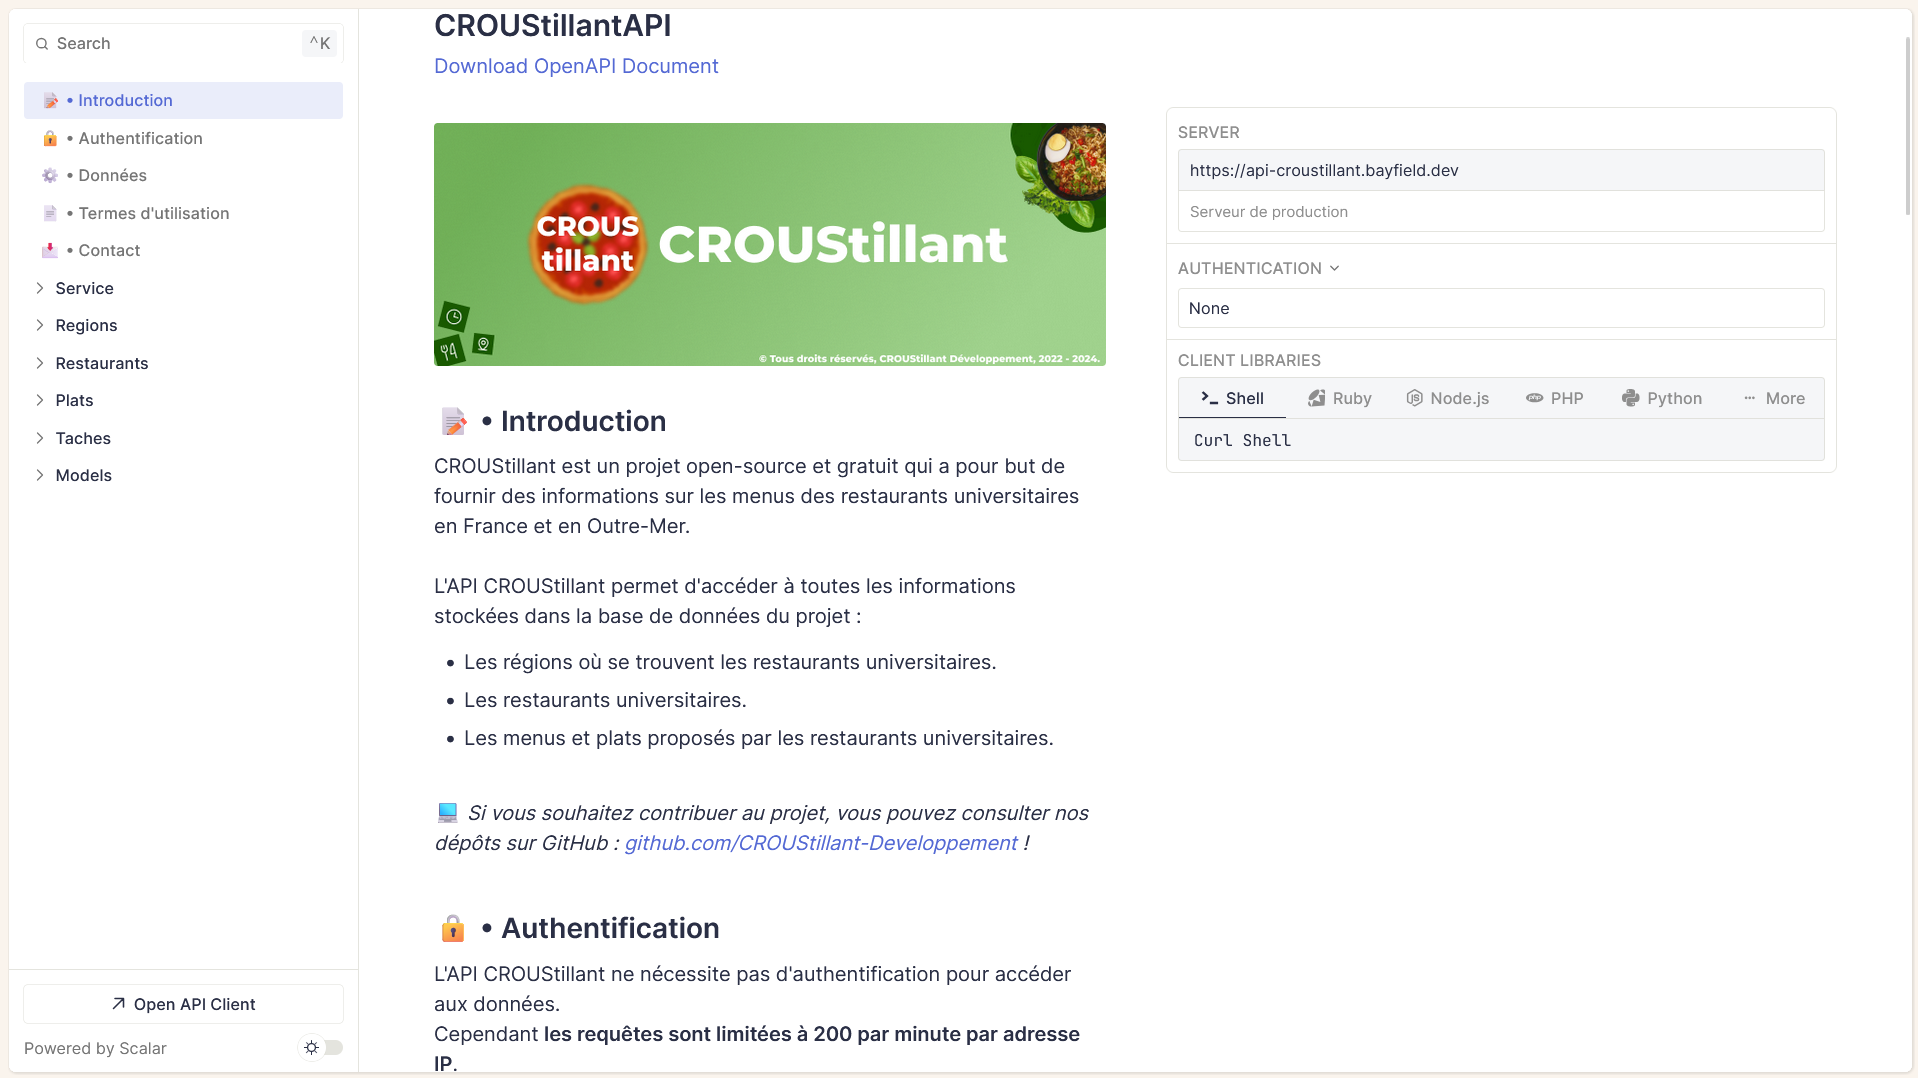 Search
^K
• Introduction
• Authentification
• Données
• Termes d'utilisation
• Contact
Service
Regions
Restaurants
Plats
Taches
Models
Open API Client
Powered by Scalar
CROUStillantAPI
Download OpenAPI Document
CROUS
tillant
CROUStillant
© Tous droits réservés, CROUStillant Développement, 2022 - 2024.
• Introduction
CROUStillant est un projet open-source et gratuit qui a pour but de
fournir des informations sur les menus des restaurants universitaires
en France et en Outre-Mer.
L'API CROUStillant permet d'accéder à toutes les informations
stockées dans la base de données du projet :
• Les régions où se trouvent les restaurants universitaires.
• Les restaurants universitaires.
• Les menus et plats proposés par les restaurants universitaires.
Si vous souhaitez contribuer au projet, vous pouvez consulter nos
dépôts sur GitHub : github.com/CROUStillant-Developpement !
• Authentification
L'API CROUStillant ne nécessite pas d'authentification pour accéder
aux données.
Cependant les requêtes sont limitées à 200 par minute par adresse
IP.
SERVER
https://api-croustillant.bayfield.dev
Serveur de production
AUTHENTICATION
None
CLIENT LIBRARIES
Shell Ruby Node.js PHP Python More
Curl Shell